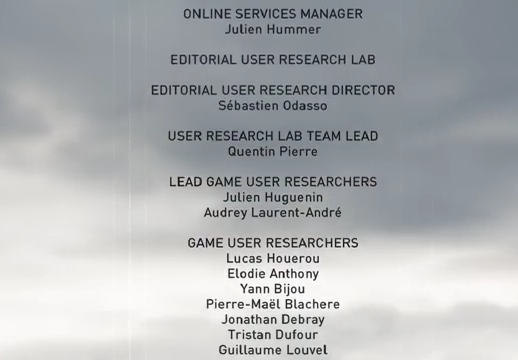 ONLINE SERVICES MANAGER
Julien Hummer
EDITORIAL USER RESEARCH LAB
EDITORIAL USER RESEARCH DIRECTOR
Sébastien Odasso
USER RESEARCH LAB TEAM LEAD
Quentin Pierre
LEAD GAME USER RESEARCHERS
Julien Huguenin
Audrey Laurent-André
GAME USER RESEARCHERS
Lucas Houerou
Elodie Anthony
Yann Bijou
Pierre-Maël Blachere
Jonathan Debray
Tristan Dufour
Guillaume Louvel